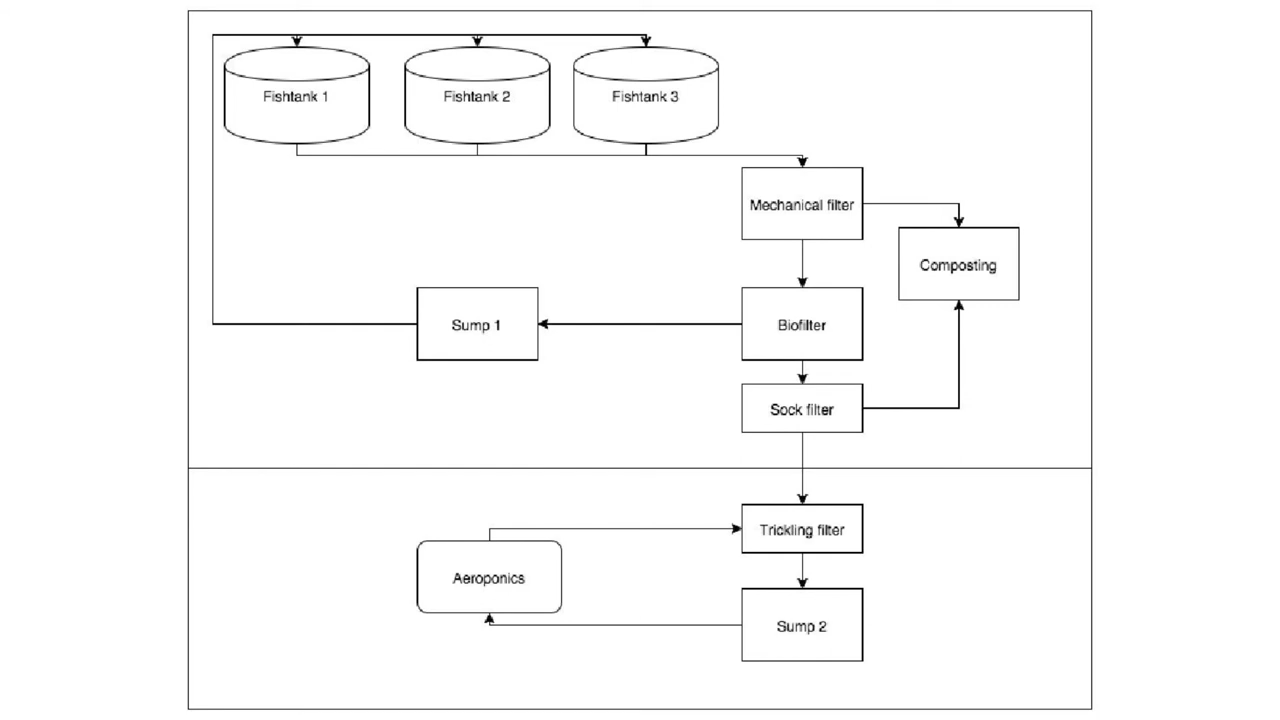 Fishtank 1
Fishtank 2
Fishtank 3
Mechanical filter
Composting
Sump 1
Biofilter
Sock filter
Trickling filter
Aeroponics
Sump 2